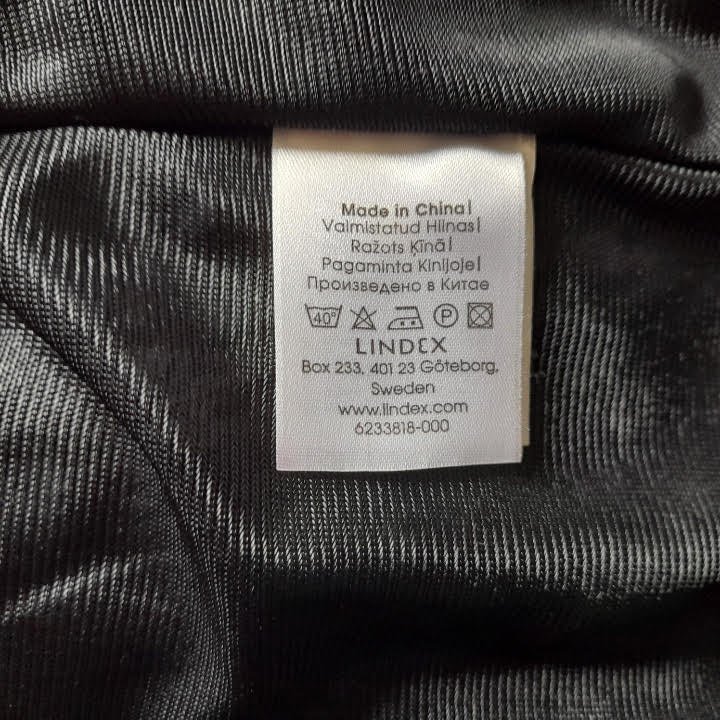 Made in China|
Valmistatud Hiinas|
Ražots Ķīnā|
Pagaminta Kinijoje|
Произведено в Китае
40°
P
LINDEX
Box 233, 401 23 Göteborg,
Sweden
www.lindex.com
6233818-000